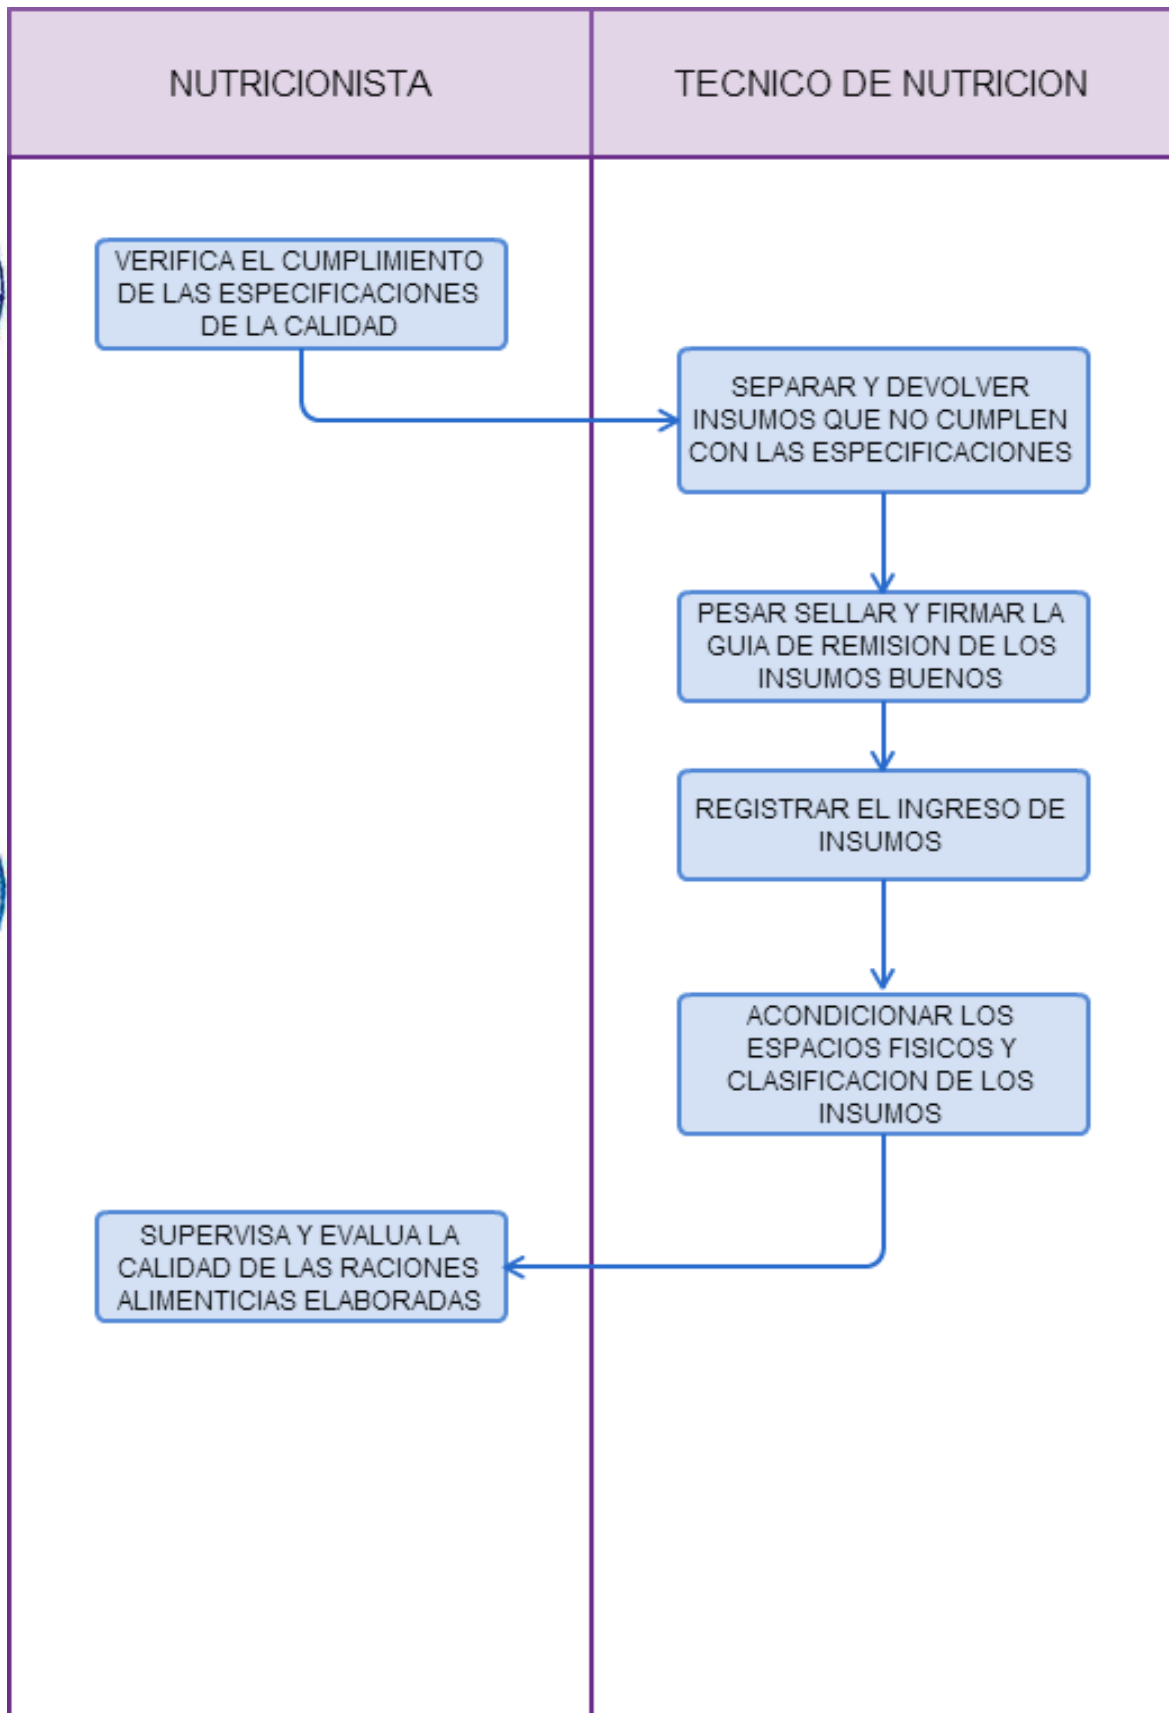 NUTRICIONISTA
TECNICO DE NUTRICION
VERIFICA EL CUMPLIMIENTO
DE LAS ESPECIFICACIONES
DE LA CALIDAD
SEPARAR Y DEVOLVER
INSUMOS QUE NO CUMPLEN
CON LAS ESPECIFICACIONES
PESAR SELLAR Y FIRMAR LA
GUIA DE REMISION DE LOS
INSUMOS BUENOS
REGISTRAR EL INGRESO DE
INSUMOS
ACONDICIONAR LOS
ESPACIOS FISICOS Y
CLASIFICACION DE LOS
INSUMOS
SUPERVISA Y EVALUA LA
CALIDAD DE LAS RACIONES
ALIMENTICIAS ELABORADAS